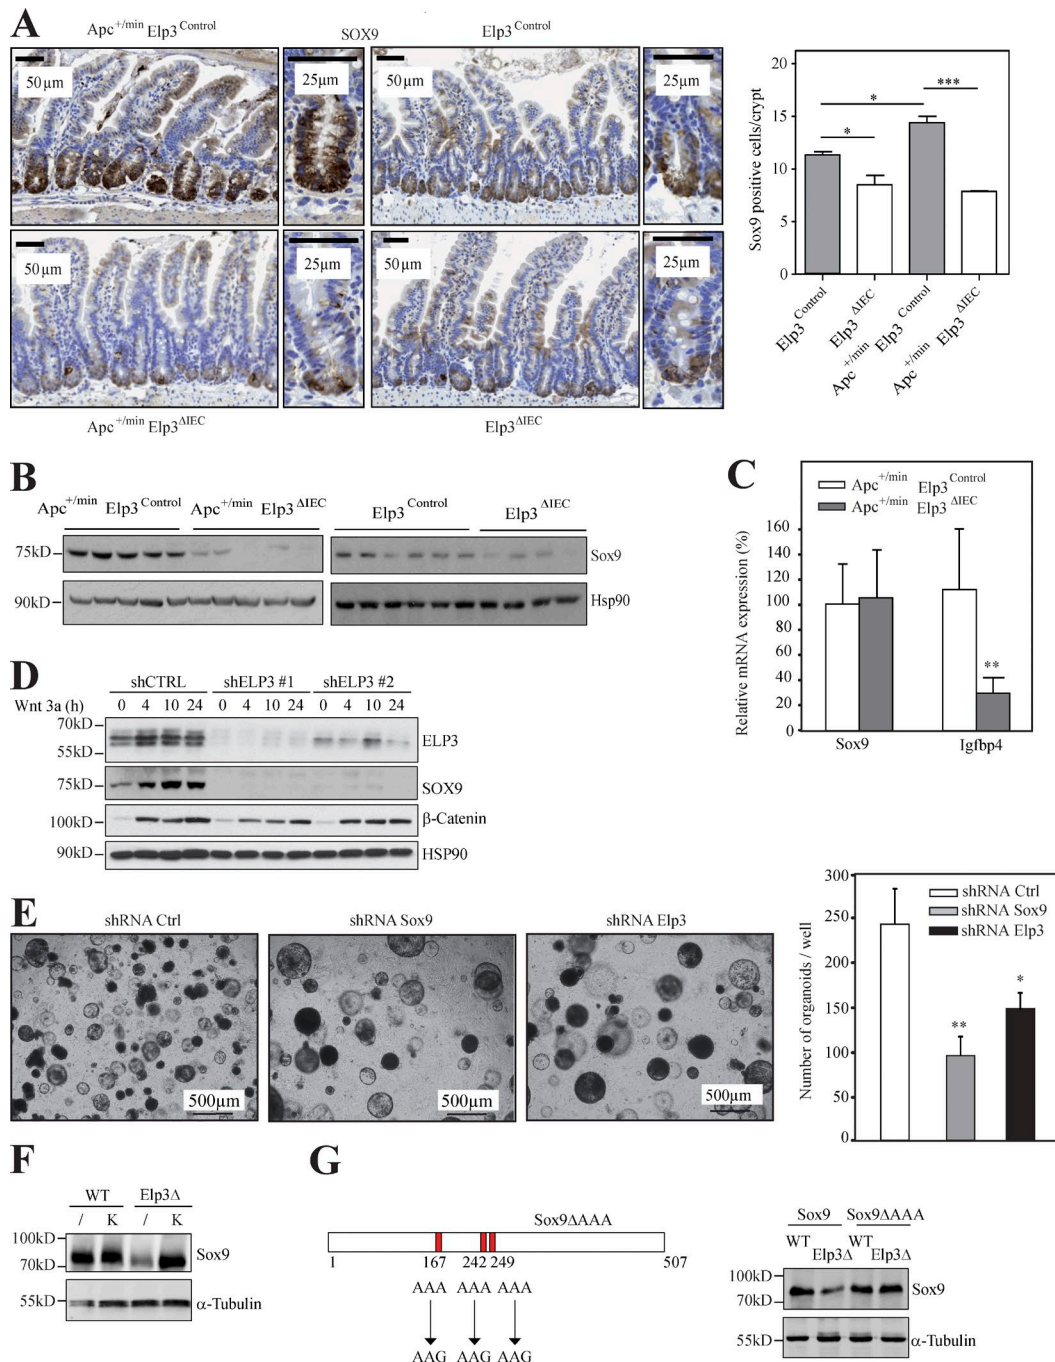 A
Apc+/min Elp3Control
SOX9
Elp3Control
50µm
25µm
50µm
25µm
50µm
25µm
50µm
25µm
Apc+/min Elp3ΔIEC
Elp3ΔIEC
20
15
10
5
0
Sox9 positive cells/crypt
*
*
***
Elp3Control
Elp3ΔIEC
Apc+/min Elp3Control
Apc+/min Elp3ΔIEC
B
Apc+/min Elp3Control
Apc+/min Elp3ΔIEC
Elp3Control
Elp3ΔIEC
75kD
Sox9
90kD
Hsp90
C
Apc+/min Elp3Control
Apc+/min Elp3ΔIEC
Relative mRNA expression (%)
160
140
120
100
80
60
40
20
0
**
Sox9
Igfbp4
D
shCTRL shELP3 #1 shELP3 #2
Wnt 3a (h) 0 4 10 24 0 4 10 24 0 4 10 24
70kD
55kD
ELP3
75kD
SOX9
100kD
β-Catenin
90kD
HSP90
E
shRNA Ctrl
shRNA Sox9
shRNA Elp3
500µm
500µm
500µm
Number of organoids / well
300
250
200
150
100
50
0
shRNA Ctrl
shRNA Sox9
shRNA Elp3
**
*
F
WT Elp3Δ
/ K / K
100kD
70kD
Sox9
55kD
α-Tubulin
G
Sox9ΔAAA
1 167 242 249 507
AAA AAA AAA
AAG AAG AAG
Sox9 Sox9ΔAAA
WT WT
Elp3Δ Elp3Δ
100kD
70kD
Sox9
55kD
α-Tubulin